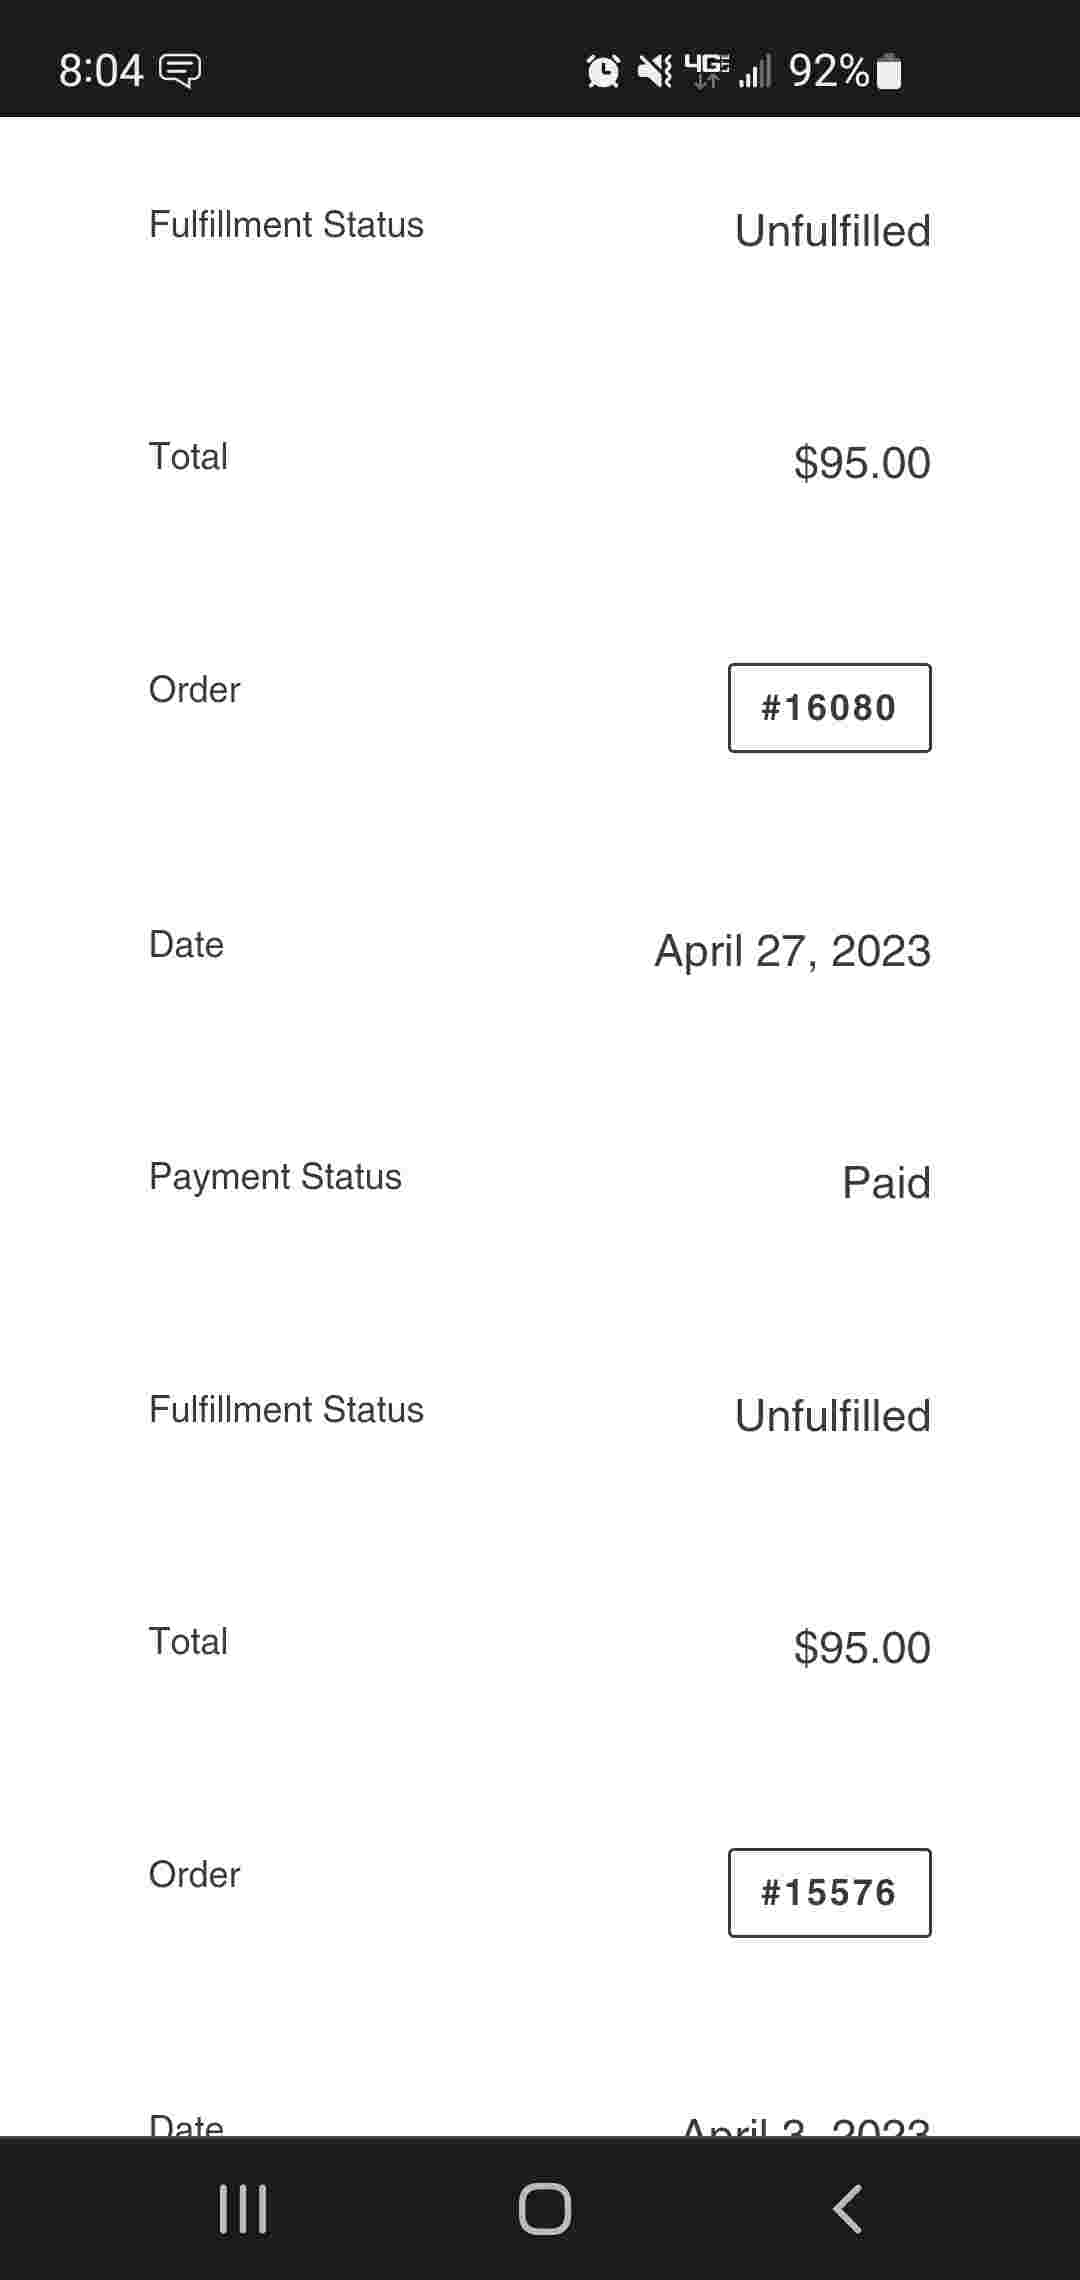 8:04 4G LTE 92%
Fulfillment Status Unfulfilled
Total $95.00
Order #16080
Date April 27, 2023
Payment Status Paid
Fulfillment Status Unfulfilled
Total $95.00
Order #15576
Date April 3, 2023